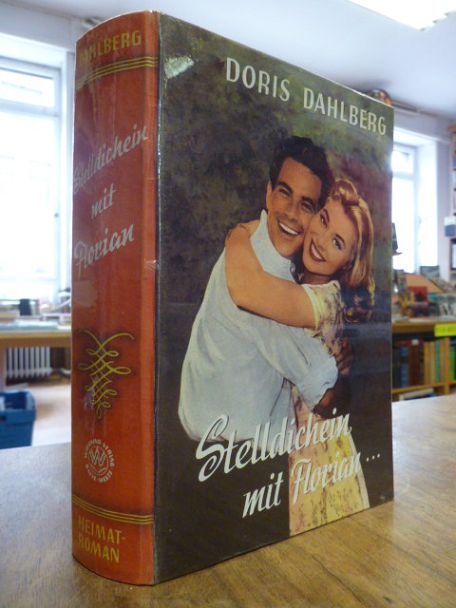 DAHLBERG
Stelldichein
mit
Florian
HEIMAT-
ROMAN
DORIS DAHLBERG
Stelldichein
mit Florian...